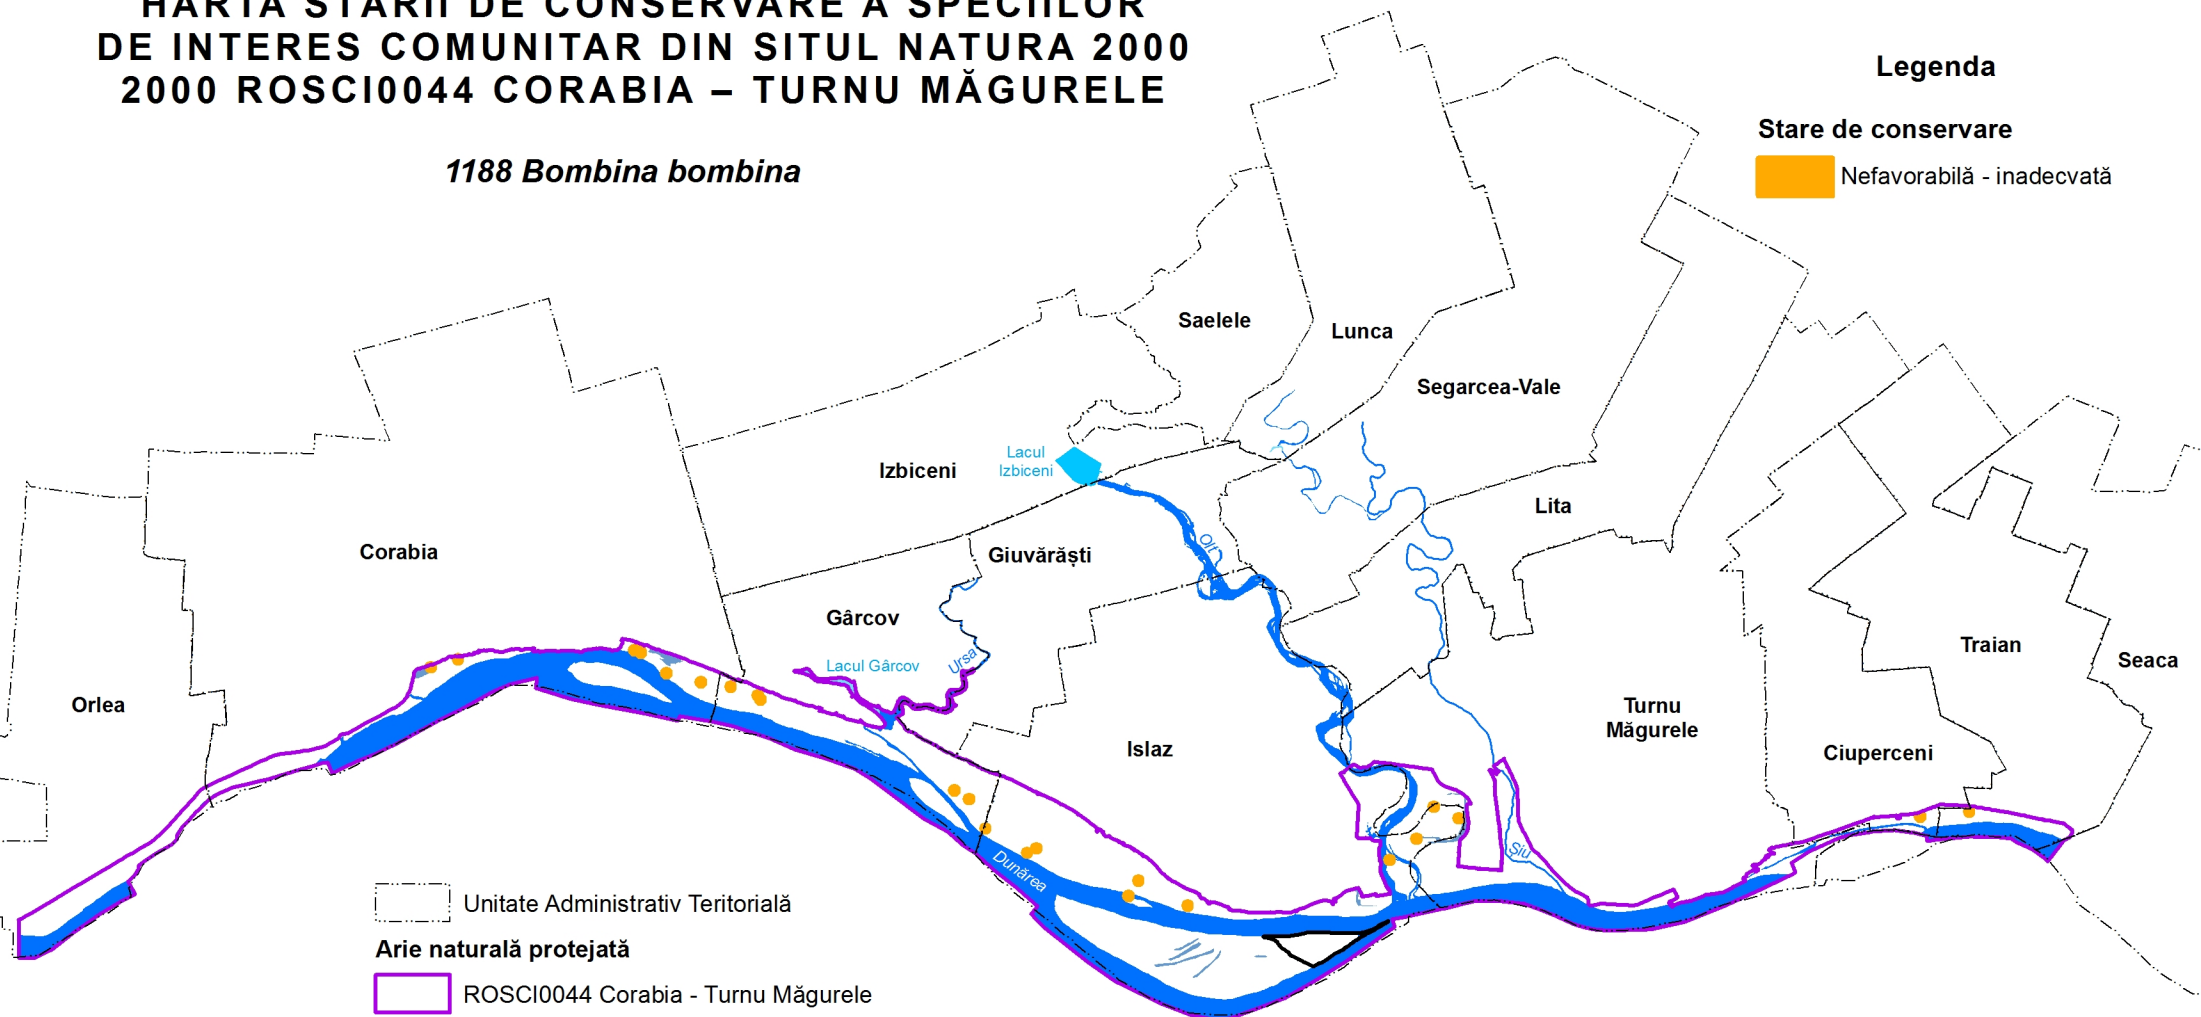 HARTA STĂRII DE CONSERVARE A SPECIILOR
DE INTERES COMUNITAR DIN SITUL NATURA 2000
2000 ROSCI0044 CORABIA – TURNU MĂGURELE
1188 Bombina bombina
Legenda
Stare de conservare
Nefavorabilă - inadecvată
Saelele
Lunca
Segarcea-Vale
Lacul
Izbiceni
Izbiceni
Lita
Corabia
Giuvărăști
Olt
Gârcov
Lacul Gârcov
Ursa
Traian
Seaca
Orlea
Turnu
Măgurele
Islaz
Ciuperceni
Dunărea
Șiu
Unitate Administrativ Teritorială
Arie naturală protejată
ROSCI0044 Corabia - Turnu Măgurele